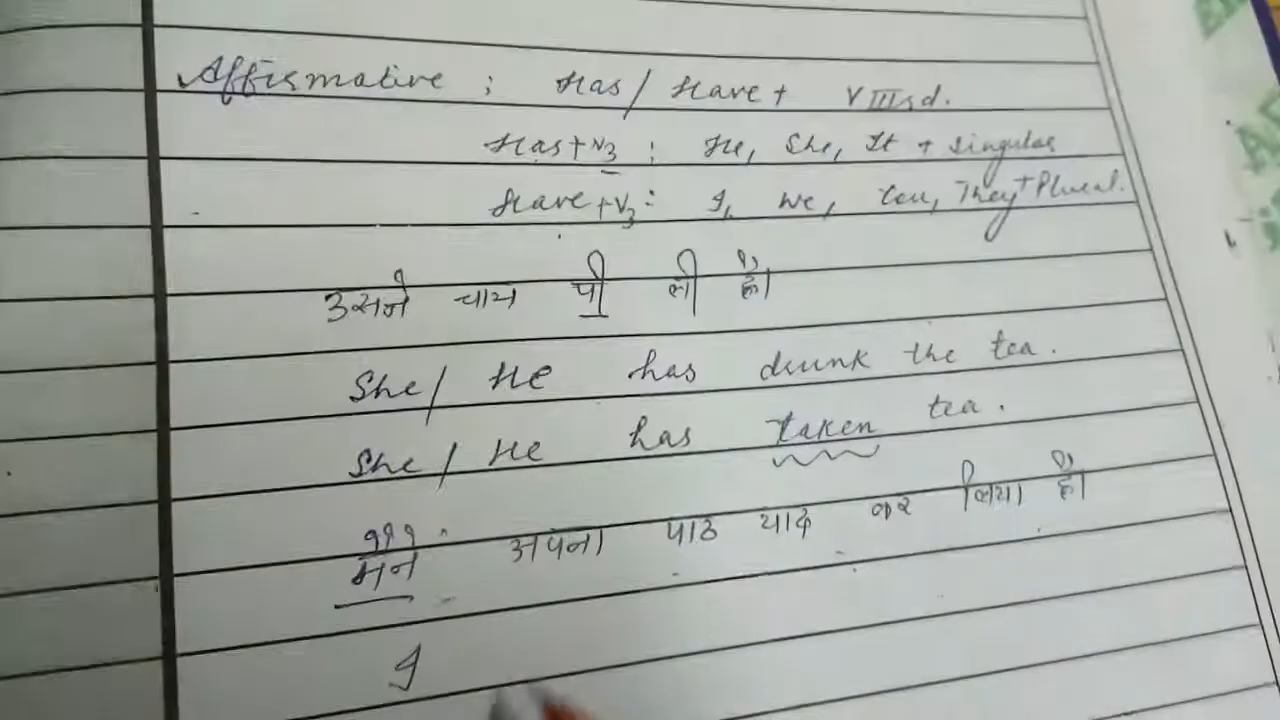 Affirmative : Has/Have + V IIIrd.
Has + V3 : He, She, It + Singular
Have + V3 : I, We, You, They + Plural.
उसने चाय पी ली है।
She/He has drunk the tea.
She/He has taken tea.
मैंने अपना पाठ याद कर लिया है।
I